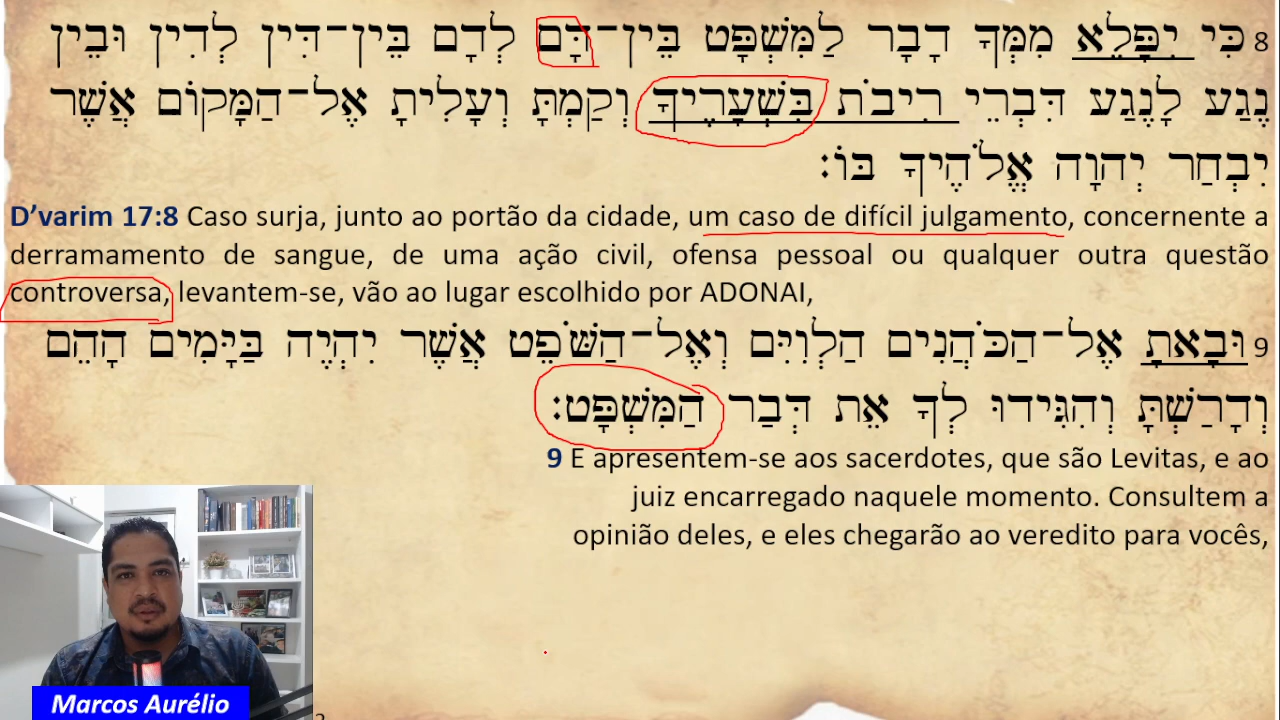 8 כִּי יִפָּלֵא מִמְּךָ דָבָר לַמִּשְׁפָּט בֵּין־דָּם לְדָם בֵּין־דִּין לְדִין וּבֵין
נֶגַע לָנֶגַע דִּבְרֵי רִיבֹת בִּשְׁעָרֶיךָ וְקַמְתָּ וְעָלִיתָ אֶל־הַמָּקוֹם אֲשֶׁר
יִבְחַר יְהוָה אֱלֹהֶיךָ בּוֹ׃
D’varim 17:8 Caso surja, junto ao portão da cidade, um caso de difícil julgamento, concernente a
derramamento de sangue, de uma ação civil, ofensa pessoal ou qualquer outra questão
controversa, levantem-se, vão ao lugar escolhido por ADONAI,
9 וּבָאתָ אֶל־הַכֹּהֲנִים הַלְוִיִּם וְאֶל־הַשֹּׁפֵט אֲשֶׁר יִהְיֶה בַּיָּמִים הָהֵם
וְדָרַשְׁתָּ וְהִגִּידוּ לְךָ אֵת דְּבַר הַמִּשְׁפָּט׃
9 E apresentem-se aos sacerdotes, que são Levitas, e ao
juiz encarregado naquele momento. Consultem a
opinião deles, e eles chegarão ao veredito para vocês,
Marcos Aurélio